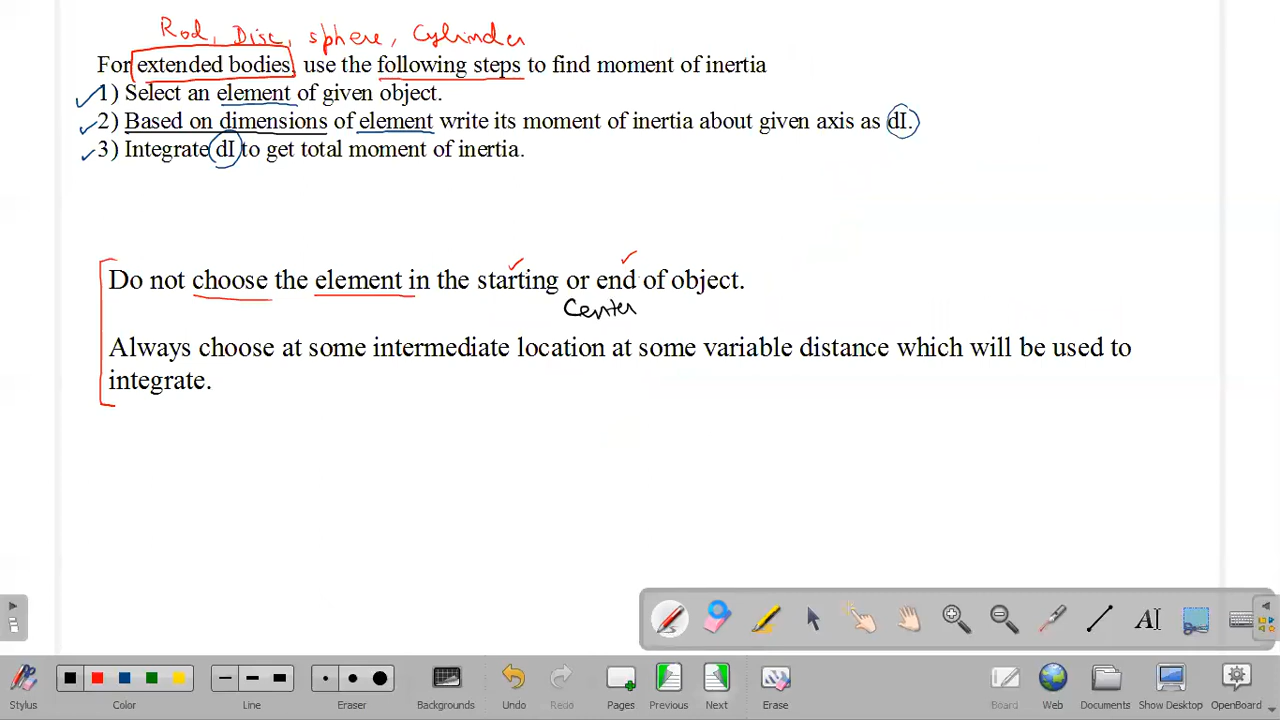 Rod, Disc, sphere, Cylinder
For extended bodies, use the following steps to find moment of inertia
1) Select an element of given object.
2) Based on dimensions of element write its moment of inertia about given axis as dI.
3) Integrate dI to get total moment of inertia.
Do not choose the element in the starting or end of object.
Center
Always choose at some intermediate location at some variable distance which will be used to
integrate.
Stylus
Color
Line
Eraser
Backgrounds
Undo
Redo
Pages
Previous
Next
Erase
Board
Web
Documents
Show Desktop
OpenBoard